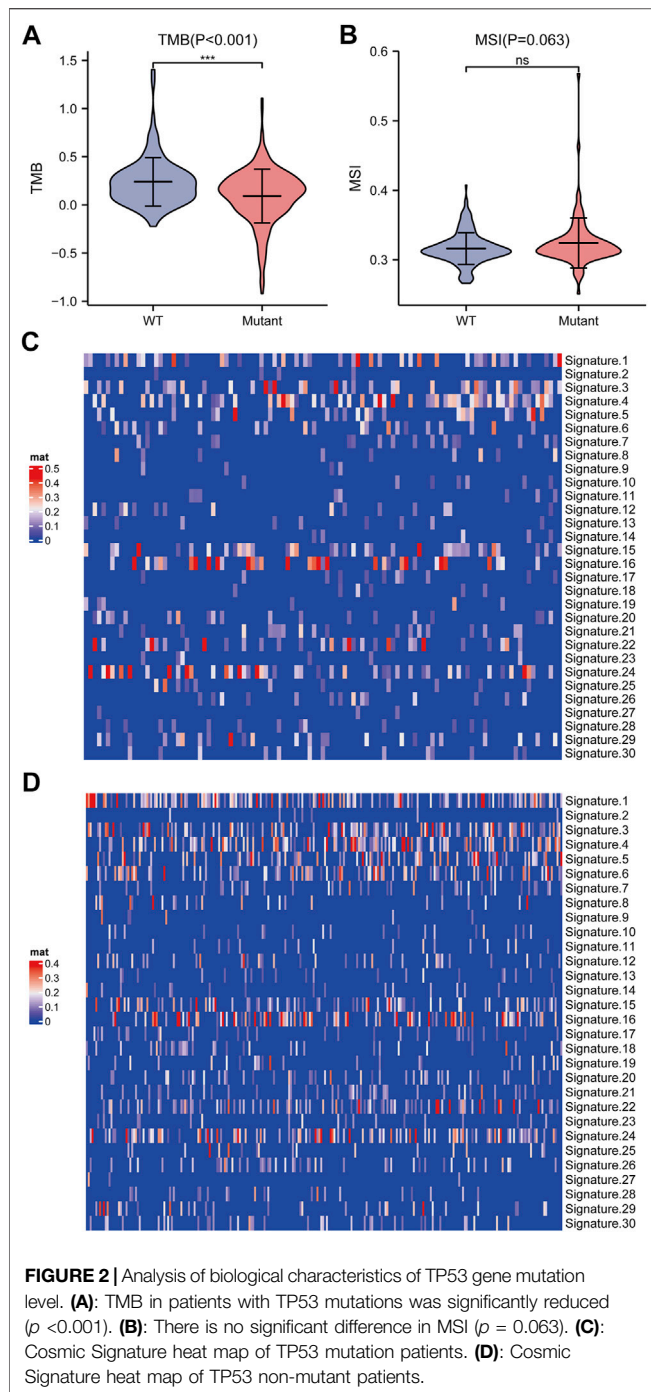 A
TMB(P<0.001)
***
1.5
1.0
0.5
0.0
−0.5
−1.0
TMB
WT
Mutant
B
MSI(P=0.063)
ns
0.6
0.5
0.4
0.3
MSI
WT
Mutant
C
mat
0.5
0.4
0.3
0.2
0.1
0
Signature.1
Signature.2
Signature.3
Signature.4
Signature.5
Signature.6
Signature.7
Signature.8
Signature.9
Signature.10
Signature.11
Signature.12
Signature.13
Signature.14
Signature.15
Signature.16
Signature.17
Signature.18
Signature.19
Signature.20
Signature.21
Signature.22
Signature.23
Signature.24
Signature.25
Signature.26
Signature.27
Signature.28
Signature.29
Signature.30
D
mat
0.4
0.3
0.2
0.1
0
Signature.1
Signature.2
Signature.3
Signature.4
Signature.5
Signature.6
Signature.7
Signature.8
Signature.9
Signature.10
Signature.11
Signature.12
Signature.13
Signature.14
Signature.15
Signature.16
Signature.17
Signature.18
Signature.19
Signature.20
Signature.21
Signature.22
Signature.23
Signature.24
Signature.25
Signature.26
Signature.27
Signature.28
Signature.29
Signature.30
FIGURE 2 | Analysis of biological characteristics of TP53 gene mutation
level. (A): TMB in patients with TP53 mutations was significantly reduced
(p <0.001). (B): There is no significant difference in MSI (p = 0.063). (C):
Cosmic Signature heat map of TP53 mutation patients. (D): Cosmic
Signature heat map of TP53 non-mutant patients.